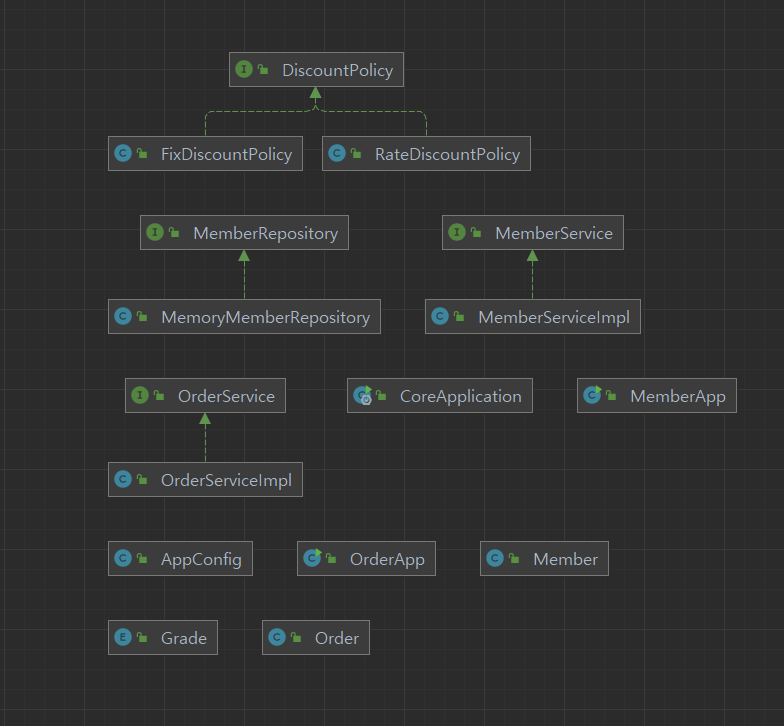 I DiscountPolicy
C FixDiscountPolicy
C RateDiscountPolicy
I MemberRepository
I MemberService
C MemoryMemberRepository
C MemberServiceImpl
I OrderService
C CoreApplication
C MemberApp
C OrderServiceImpl
C AppConfig
C OrderApp
C Member
E Grade
C Order